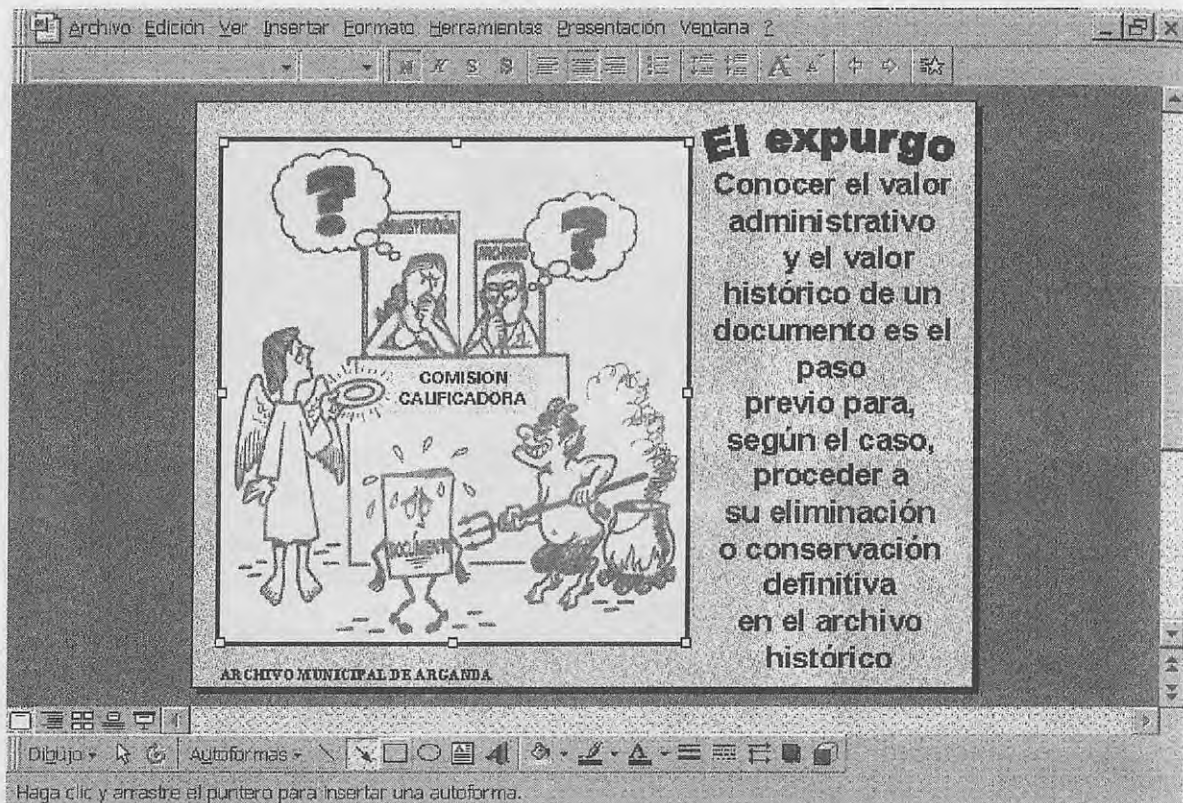 Archivo Edición Ver Insertar Formato Herramientas Presentación Ventana ?
N K S S
El expurgo
Conocer el valor
administrativo
y el valor
histórico de un
documento es el
paso
previo para,
según el caso,
proceder a
su eliminación
o conservación
definitiva
en el archivo
histórico
?
?
COMISION
CALIFICADORA
DOCUMENT
ARCHIVO MUNICIPAL DE ARGANDA
Dibujo Autoformas
Haga clic y arrastre el puntero para insertar una autoforma.